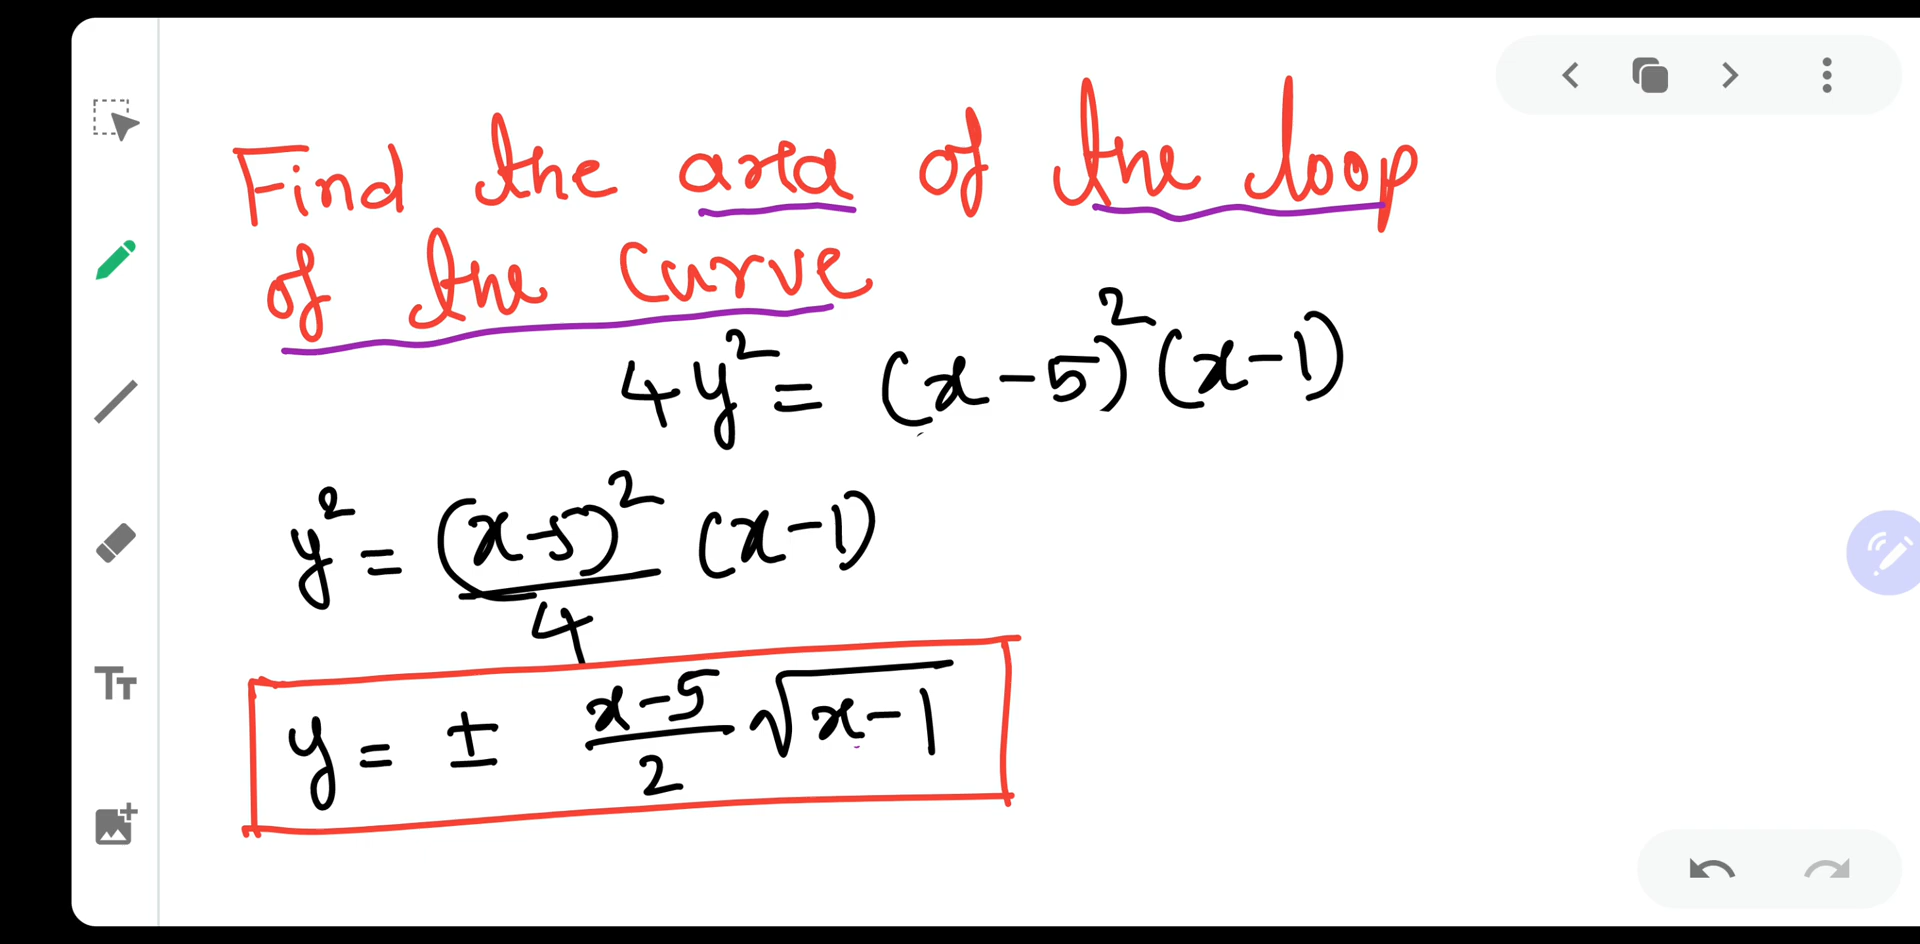 Find the area of the loop
of the curve
4y² = (x-5)² (x-1)
y² = (x-5)²/4 (x-1)
y = ± x-5/2 √x-1
TT